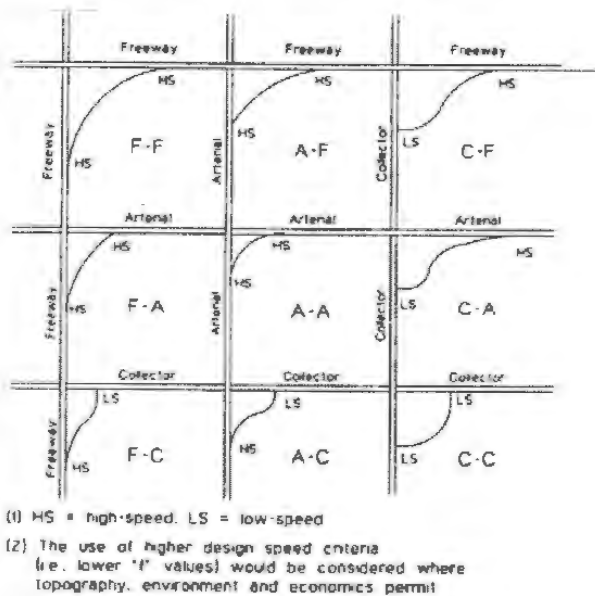 Freeway Freeway Freeway
HS HS HS
Freeway HS F-F Arterial HS A-F Collector LS C-F
Arterial Arterial Arterial
HS HS HS
Freeway HS F-A Arterial HS A-A Collector LS C-A
Collector Collector Collector
LS LS LS
Freeway HS F-C HS A-C LS C-C
(1) HS = high-speed. LS = low-speed
(2) The use of higher design speed criteria
(i.e. lower "f" values) would be considered where
topography, environment and economics permit